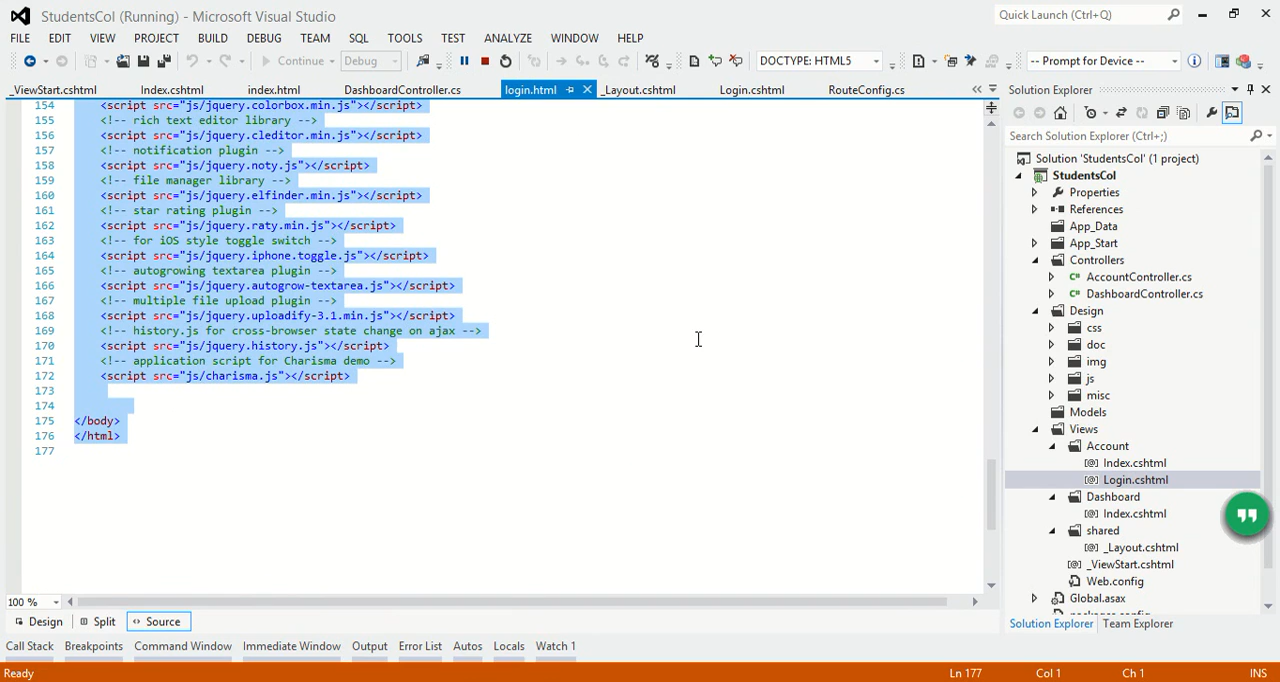 StudentsCol (Running) - Microsoft Visual Studio
Quick Launch (Ctrl+Q)
FILE EDIT VIEW PROJECT BUILD DEBUG TEAM SQL TOOLS TEST ANALYZE WINDOW HELP
Continue Debug DOCTYPE: HTML5 -- Prompt for Device --
_ViewStart.cshtml Index.cshtml index.html DashboardController.cs login.html _Layout.cshtml Login.cshtml RouteConfig.cs
154 <script src="js/jquery.colorbox.min.js"></script>
155 <!-- rich text editor library -->
156 <script src="js/jquery.cleditor.min.js"></script>
157 <!-- notification plugin -->
158 <script src="js/jquery.noty.js"></script>
159 <!-- file manager library -->
160 <script src="js/jquery.elfinder.min.js"></script>
161 <!-- star rating plugin -->
162 <script src="js/jquery.raty.min.js"></script>
163 <!-- for iOS style toggle switch -->
164 <script src="js/jquery.iphone.toggle.js"></script>
165 <!-- autogrowing textarea plugin -->
166 <script src="js/jquery.autogrow-textarea.js"></script>
167 <!-- multiple file upload plugin -->
168 <script src="js/jquery.uploadify-3.1.min.js"></script>
169 <!-- history.js for cross-browser state change on ajax -->
170 <script src="js/jquery.history.js"></script>
171 <!-- application script for Charisma demo -->
172 <script src="js/charisma.js"></script>
173
174
175 </body>
176 </html>
177
100 %
Design Split Source
Solution Explorer
Search Solution Explorer (Ctrl+;)
Solution 'StudentsCol' (1 project)
StudentsCol
Properties
References
App_Data
App_Start
Controllers
AccountController.cs
DashboardController.cs
Design
css
doc
img
js
misc
Models
Views
Account
Index.cshtml
Login.cshtml
Dashboard
Index.cshtml
shared
_Layout.cshtml
_ViewStart.cshtml
Web.config
Global.asax
packages.config
Solution Explorer Team Explorer
Call Stack Breakpoints Command Window Immediate Window Output Error List Autos Locals Watch 1
Ready Ln 177 Col 1 Ch 1 INS